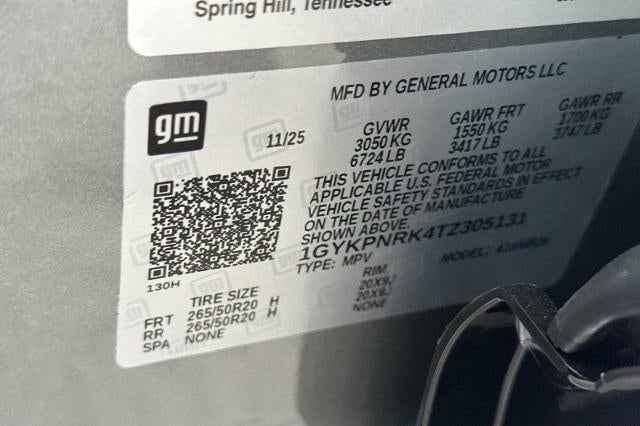 Spring Hill, Tennessee
MFD BY GENERAL MOTORS LLC
gm
11/25
GVWR
3050 KG
6724 LB
GAWR FRT
1550 KG
3417 LB
GAWR RR
1700 KG
3747 LB
THIS VEHICLE CONFORMS TO ALL
APPLICABLE U.S. FEDERAL MOTOR
VEHICLE SAFETY STANDARDS IN EFFECT
ON THE DATE OF MANUFACTURE
SHOWN ABOVE.
1GYKPNRK4TZ305131
TYPE: MPV
MODEL:
130H
TIRE SIZE
RIM
FRT 265/50R20 H 20X9J
RR 265/50R20 H 20X9J
SPA NONE NONE